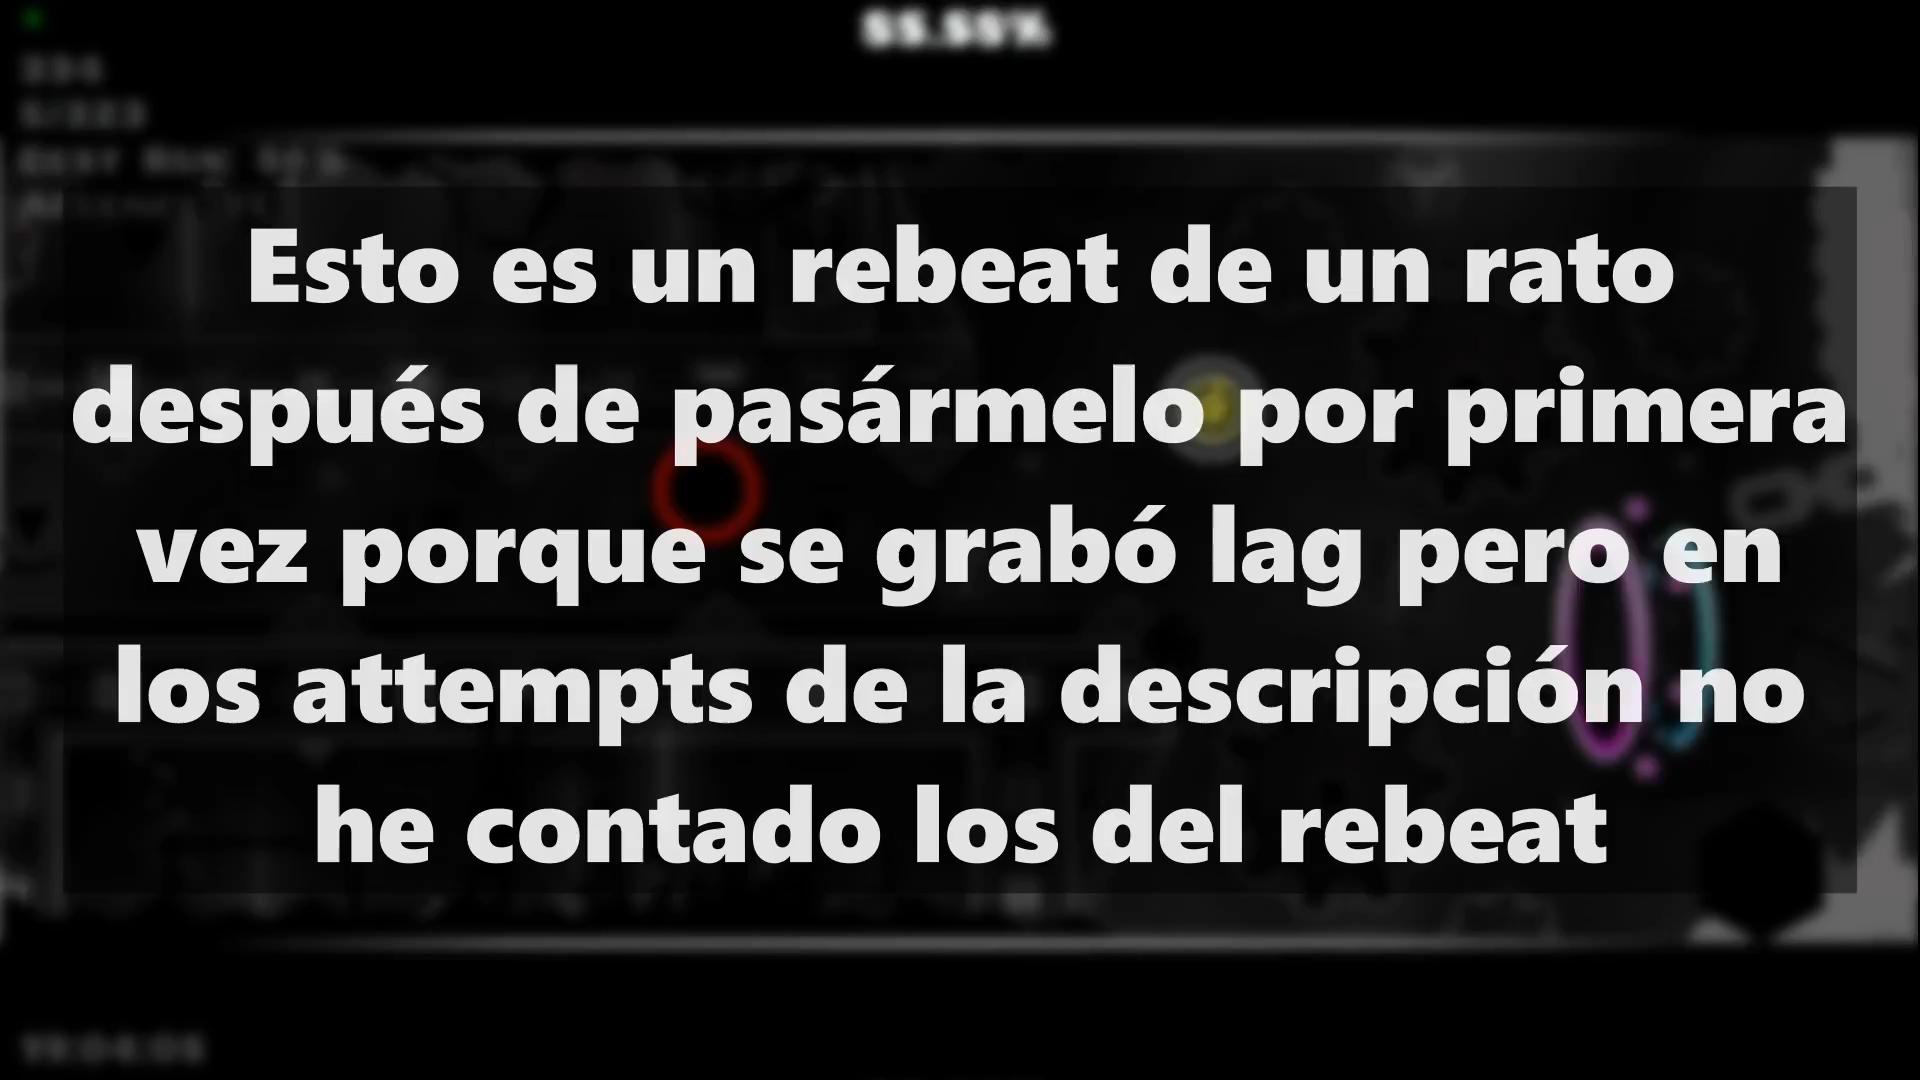 Esto es un rebeat de un rato
después de pasármelo por primera
vez porque se grabó lag pero en
los attempts de la descripción no
he contado los del rebeat